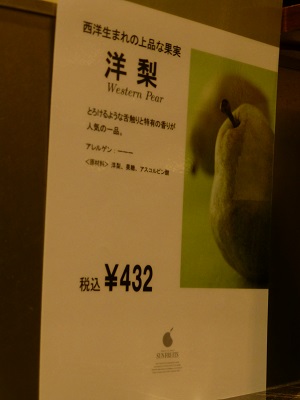 西洋生まれの上品な果実
洋梨
Western Pear
とろけるような舌触りと特有の香りが
人気の一品。
アレルゲン：――
<原材料> 洋梨、果糖、アスコルビン酸
税込 ¥432
SUN FRUITS